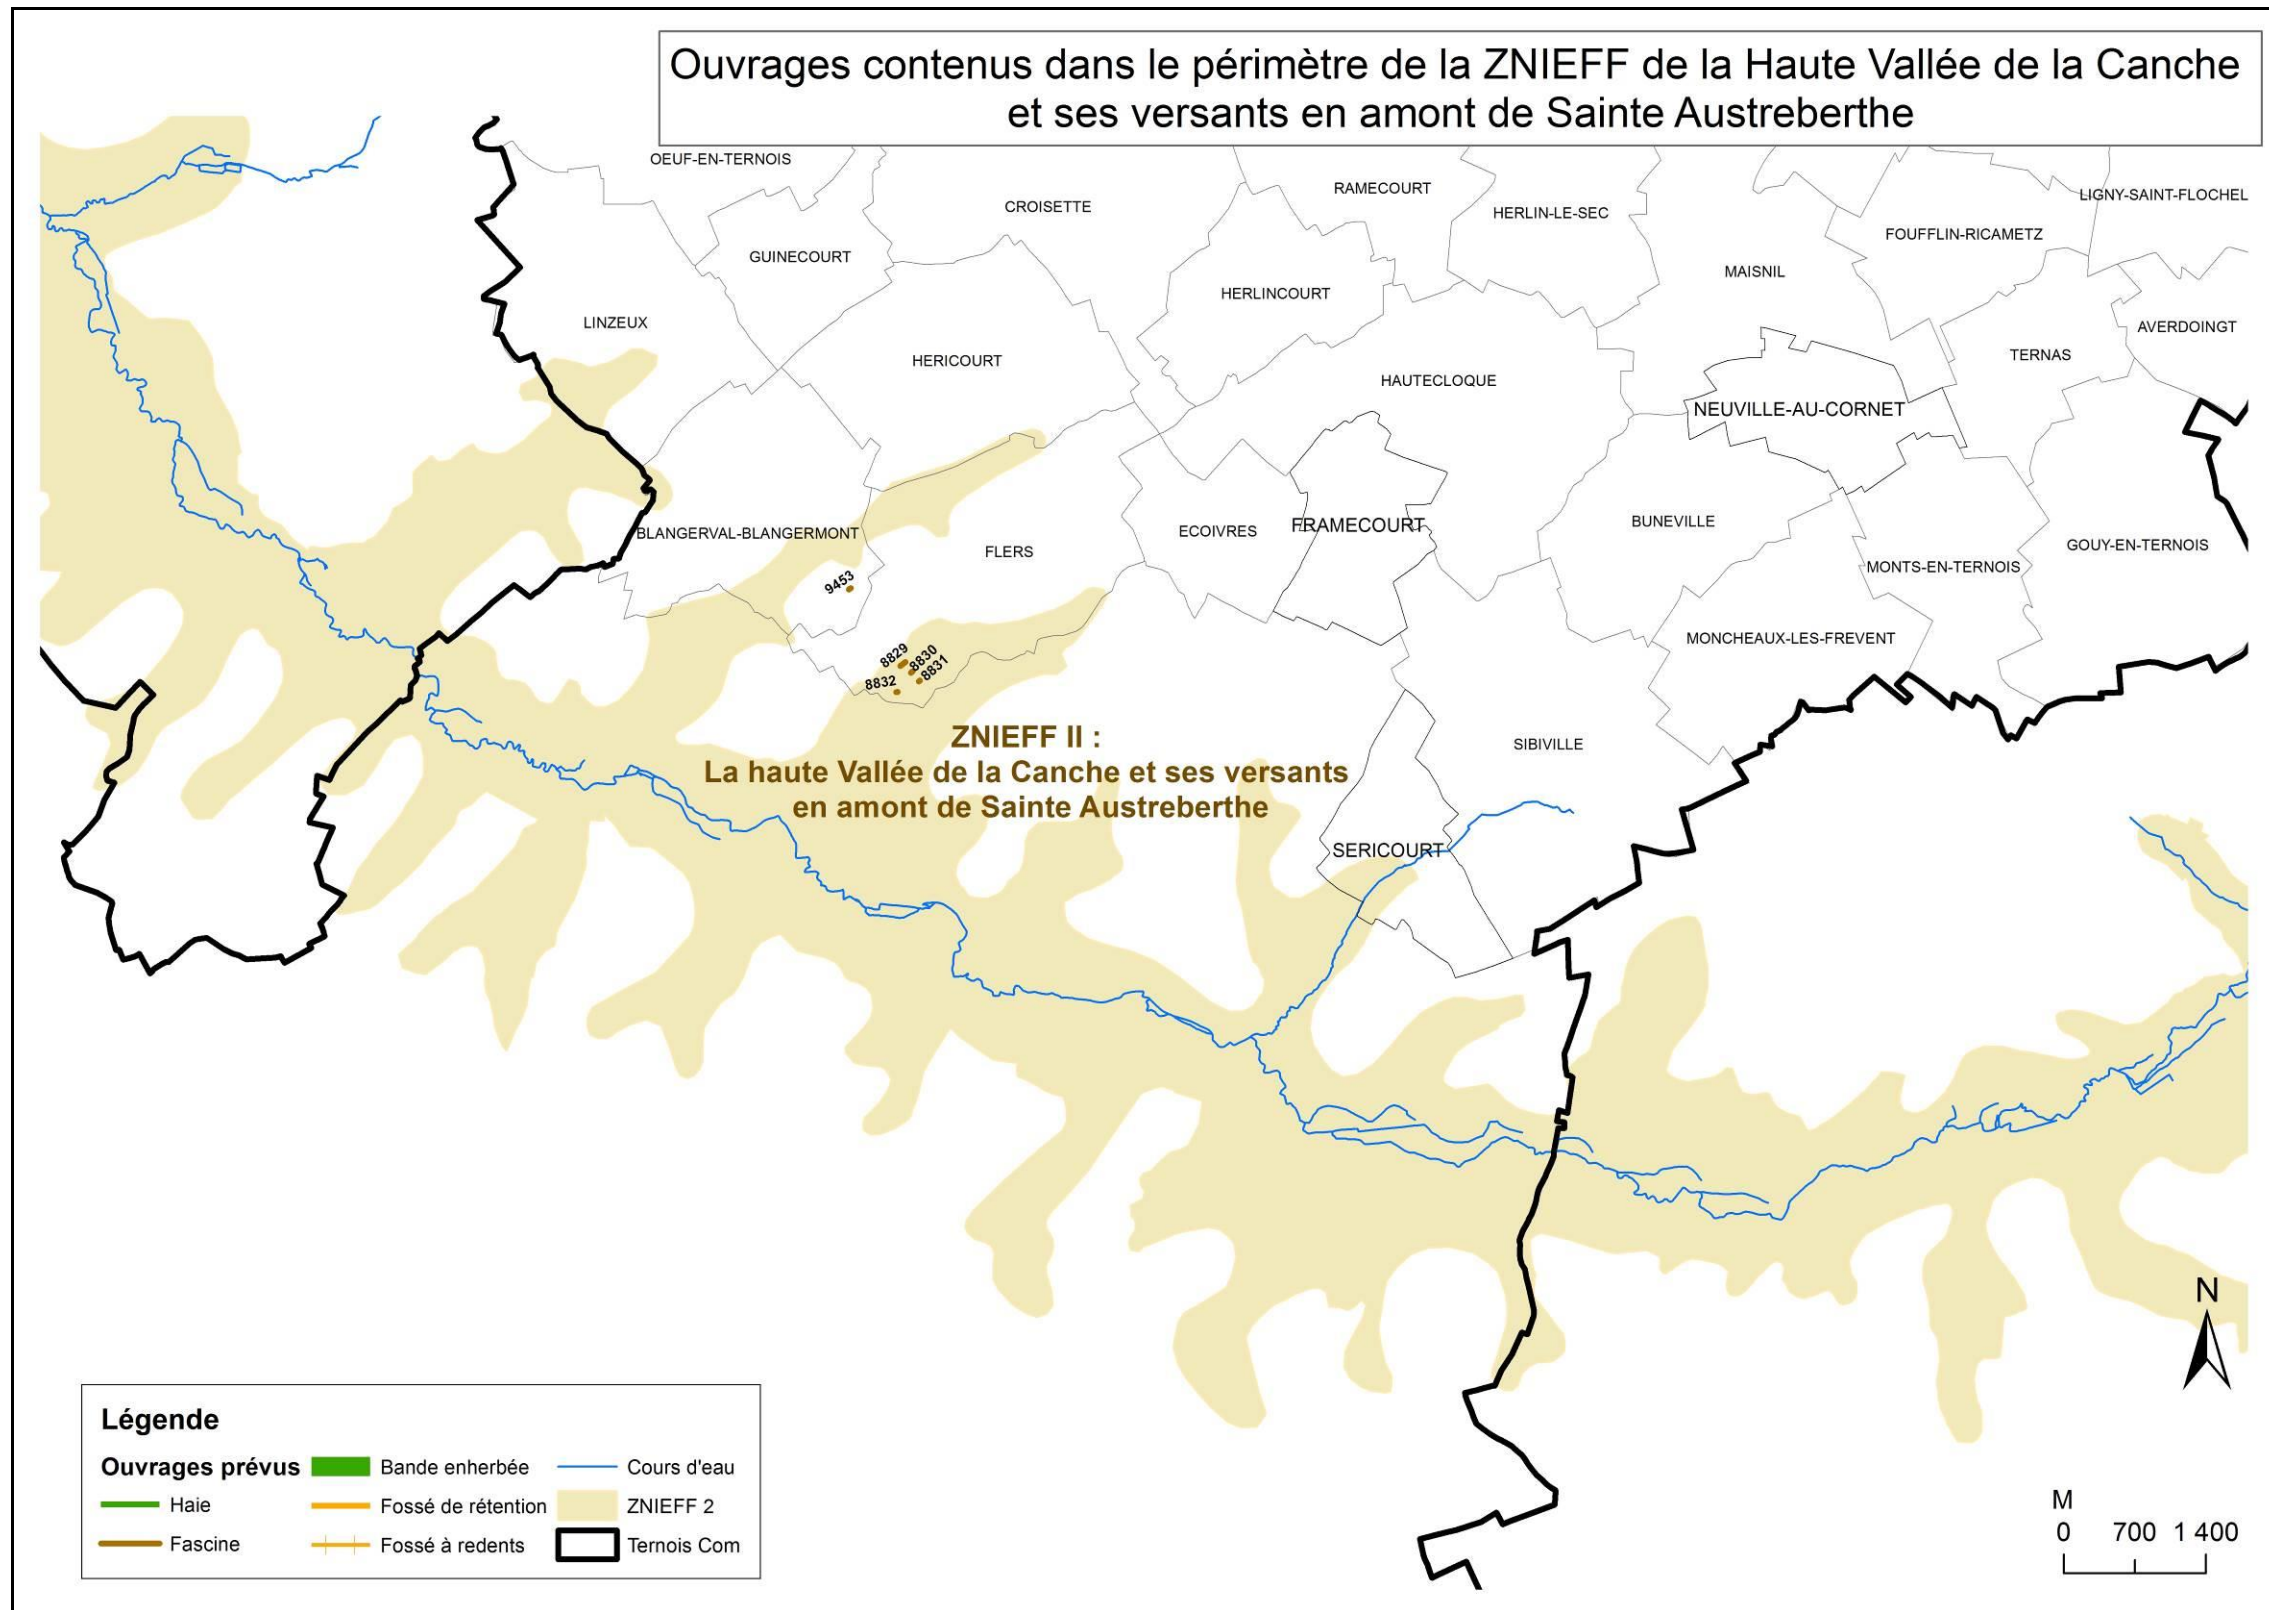 Ouvrages contenus dans le périmètre de la ZNIEFF de la Haute Vallée de la Canche
et ses versants en amont de Sainte Austreberthe
OEUF-EN-TERNOIS
RAMECOURT
LIGNY-SAINT-FLOCHEL
CROISETTE
HERLIN-LE-SEC
FOUFFLIN-RICAMETZ
GUINECOURT
MAISNIL
HERLINCOURT
LINZEUX
AVERDOINGT
TERNAS
HERICOURT
HAUTECLOQUE
NEUVILLE-AU-CORNET
BLANGERVAL-BLANGERMONT
FLERS
ECOIVRES
FRAMECOURT
BUNEVILLE
GOUY-EN-TERNOIS
MONTS-EN-TERNOIS
9453
MONCHEAUX-LES-FREVENT
8829
8830
8831
8832
ZNIEFF II :
La haute Vallée de la Canche et ses versants
en amont de Sainte Austreberthe
SIBIVILLE
SERICOURT
N
Légende
Ouvrages prévus
Haie
Fascine
Bande enherbée
Fossé de rétention
Fossé à redents
Cours d'eau
ZNIEFF 2
Ternois Com
M
0 700 1 400